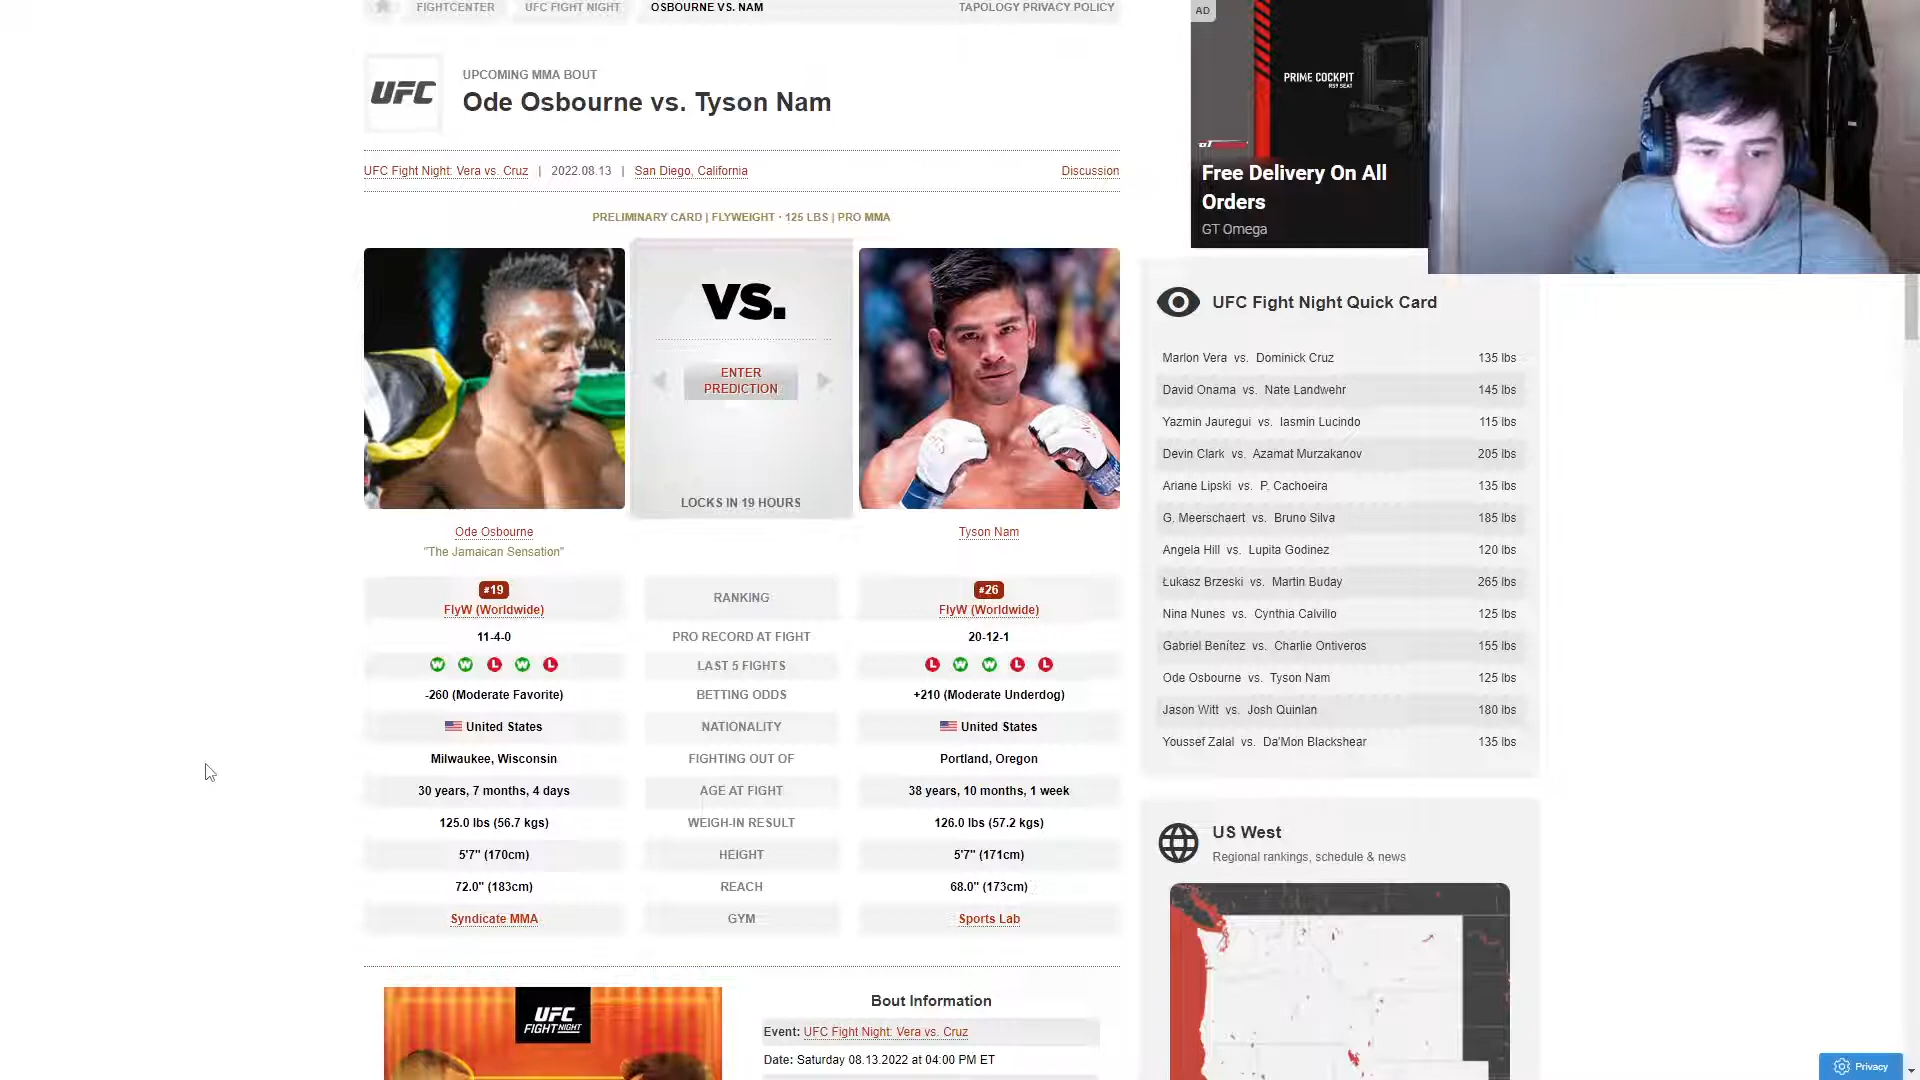 FIGHTCENTER
UFC FIGHT NIGHT
OSBOURNE VS. NAM
TAPOLOGY PRIVACY POLICY
UFC
UPCOMING MMA BOUT
Ode Osbourne vs. Tyson Nam
UFC Fight Night: Vera vs. Cruz | 2022.08.13 | San Diego, California
Discussion
PRELIMINARY CARD | FLYWEIGHT · 125 LBS | PRO MMA
VS.
ENTER
PREDICTION
LOCKS IN 19 HOURS
Ode Osbourne
"The Jamaican Sensation"
Tyson Nam
#19
FlyW (Worldwide)
RANKING
#26
FlyW (Worldwide)
11-4-0 PRO RECORD AT FIGHT 20-12-1
W W L W L LAST 5 FIGHTS L W W L L
-260 (Moderate Favorite) BETTING ODDS +210 (Moderate Underdog)
United States NATIONALITY United States
Milwaukee, Wisconsin FIGHTING OUT OF Portland, Oregon
30 years, 7 months, 4 days AGE AT FIGHT 38 years, 10 months, 1 week
125.0 lbs (56.7 kgs) WEIGH-IN RESULT 126.0 lbs (57.2 kgs)
5'7" (170cm) HEIGHT 5'7" (171cm)
72.0" (183cm) REACH 68.0" (173cm)
Syndicate MMA GYM Sports Lab
UFC
FIGHT NIGHT
Bout Information
Event: UFC Fight Night: Vera vs. Cruz
Date: Saturday 08.13.2022 at 04:00 PM ET
AD
PRIME COCKPIT
RS9 SEAT
Free Delivery On All
Orders
GT Omega
UFC Fight Night Quick Card
Marlon Vera vs. Dominick Cruz 135 lbs
David Onama vs. Nate Landwehr 145 lbs
Yazmin Jauregui vs. Iasmin Lucindo 115 lbs
Devin Clark vs. Azamat Murzakanov 205 lbs
Ariane Lipski vs. P. Cachoeira 135 lbs
G. Meerschaert vs. Bruno Silva 185 lbs
Angela Hill vs. Lupita Godinez 120 lbs
Łukasz Brzeski vs. Martin Buday 265 lbs
Nina Nunes vs. Cynthia Calvillo 125 lbs
Gabriel Benítez vs. Charlie Ontiveros 155 lbs
Ode Osbourne vs. Tyson Nam 125 lbs
Jason Witt vs. Josh Quinlan 180 lbs
Youssef Zalal vs. Da'Mon Blackshear 135 lbs
US West
Regional rankings, schedule & news
Privacy